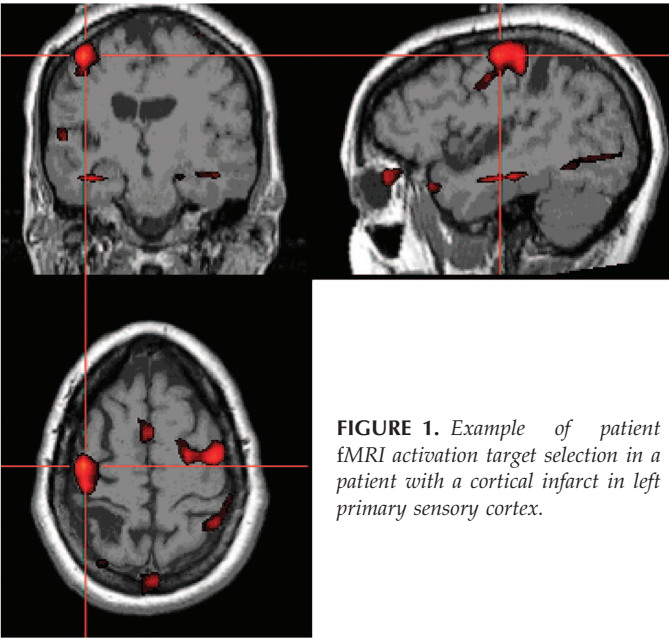 FIGURE 1. Example of patient
fMRI activation target selection in a
patient with a cortical infarct in left
primary sensory cortex.